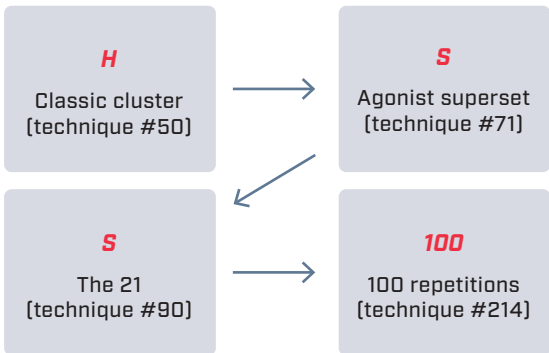 H
Classic cluster
(technique #50)
S
Agonist superset
(technique #71)
S
The 21
(technique #90)
100
100 repetitions
(technique #214)